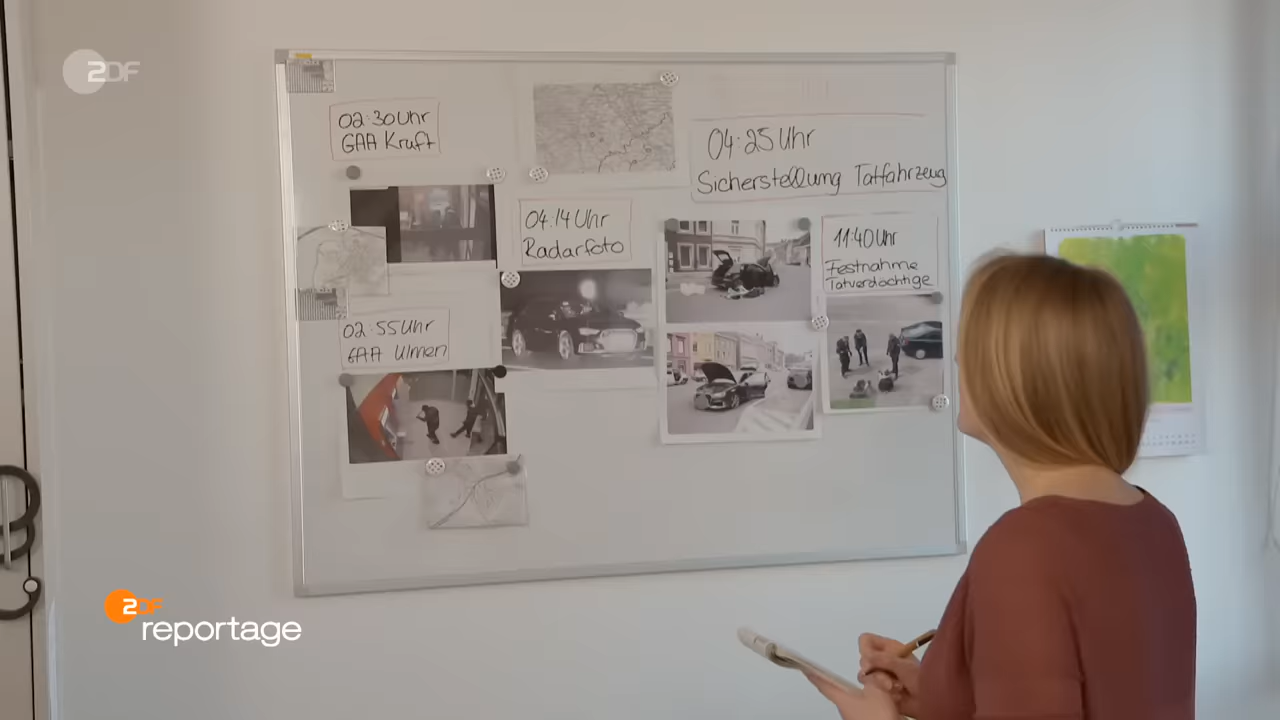 ZDF
02:30 Uhr
GAA Kraft
04:25 Uhr
Sicherstellung Tatfahrzeug
04:14 Uhr
Radarfoto
11:40 Uhr
Festnahme
Tatverdächtige
02:55 Uhr
GAA Ulmen
ZDF
reportage